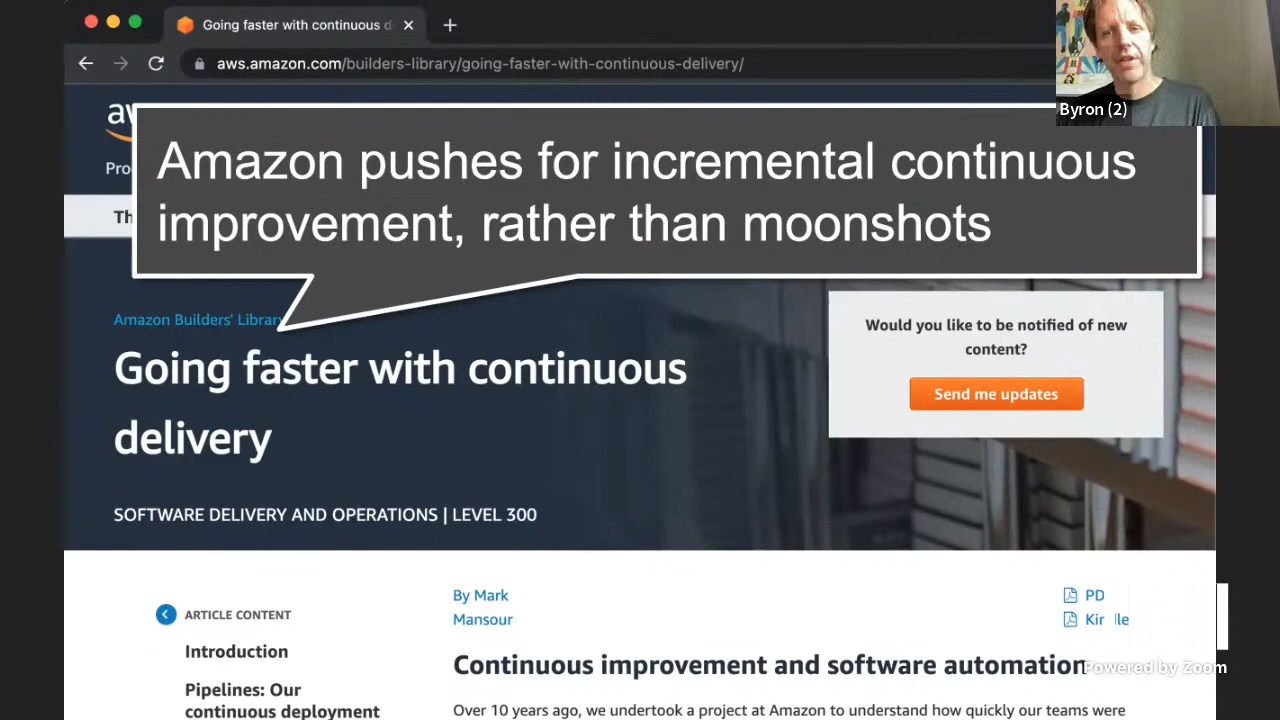 Going faster with continuous d
aws.amazon.com/builders-library/going-faster-with-continuous-delivery/
Byron (2)
Amazon pushes for incremental continuous
improvement, rather than moonshots
Amazon Builders' Library
Going faster with continuous
delivery
SOFTWARE DELIVERY AND OPERATIONS | LEVEL 300
Would you like to be notified of new
content?
Send me updates
ARTICLE CONTENT
Introduction
Pipelines: Our
continuous deployment
By Mark
Mansour
PD
Kindle
Continuous improvement and software automation
Over 10 years ago, we undertook a project at Amazon to understand how quickly our teams were
Powered by Zoom